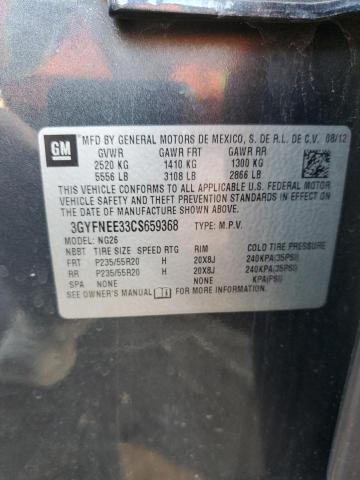 GM
MFD BY GENERAL MOTORS DE MEXICO, S. DE R.L. DE C.V. 08/12
GVWR GAWR FRT GAWR RR
2520 KG 1410 KG 1300 KG
5556 LB 3108 LB 2866 LB
THIS VEHICLE CONFORMS TO ALL APPLICABLE U.S. FEDERAL MOTOR
VEHICLE SAFETY AND THEFT PREVENTION STANDARDS IN EFFECT ON
THE DATE OF MANUFACTURE SHOWN ABOVE.
3GYFNEE33CS659368 TYPE: M.P.V.
MODEL: NG26
NBBT TIRE SIZE SPEED RTG RIM COLD TIRE PRESSURE
FRT P235/55R20 H 20X8J 240KPA(35PSI)
RR P235/55R20 H 20X8J 240KPA(35PSI)
SPA NONE NONE KPA(PSI)
SEE OWNER'S MANUAL FOR MORE INFORMATION.